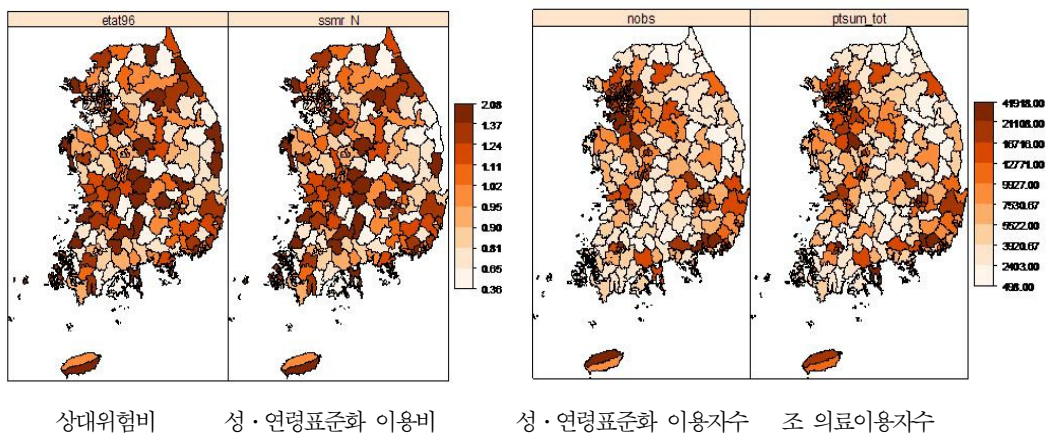 etat96
ssmr_N
nobs
ptsum_tot
2.08
1.37
1.24
1.11
1.02
0.95
0.90
0.81
0.65
0.36
41918.00
21108.00
16716.00
12771.00
9927.00
7530.67
5522.00
3920.67
2403.00
498.00
상대위험비
성·연령표준화 이용비
성·연령표준화 이용자수
조 의료이용자수